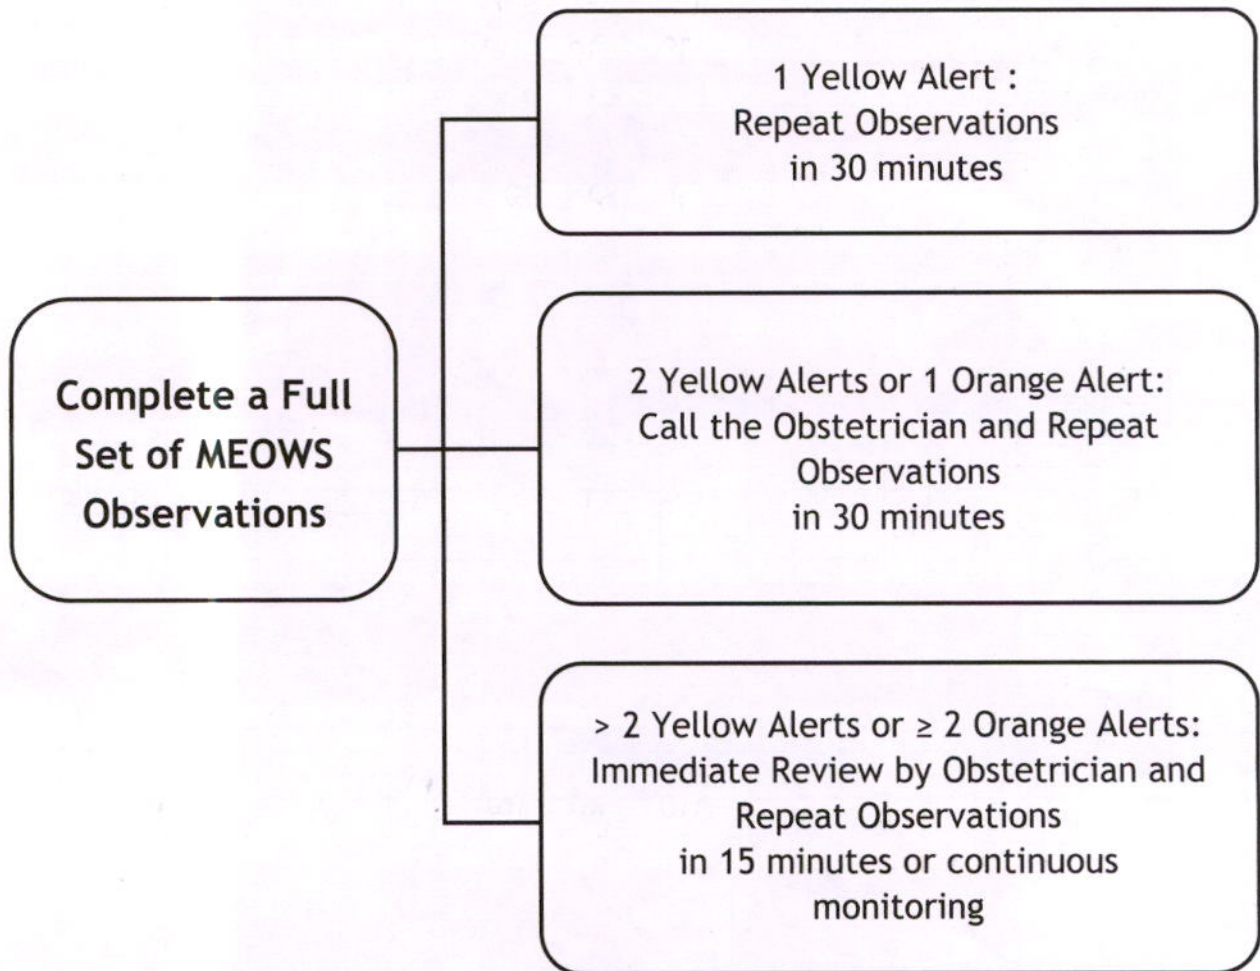 1 Yellow Alert :
Repeat Observations
in 30 minutes
Complete a Full
Set of MEOWS
Observations
2 Yellow Alerts or 1 Orange Alert:
Call the Obstetrician and Repeat
Observations
in 30 minutes
> 2 Yellow Alerts or ≥ 2 Orange Alerts:
Immediate Review by Obstetrician and
Repeat Observations
in 15 minutes or continuous
monitoring